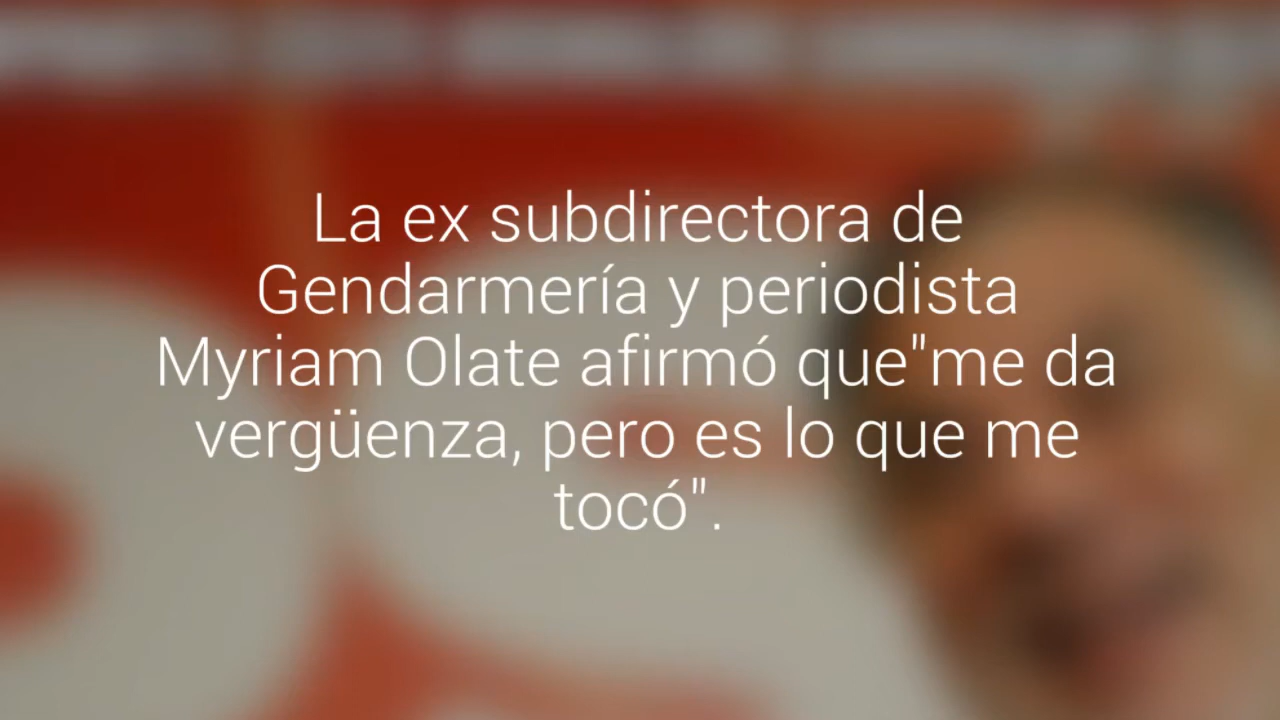 La ex subdirectora de
Gendarmería y periodista
Myriam Olate afirmó que"me da
vergüenza, pero es lo que me
tocó".